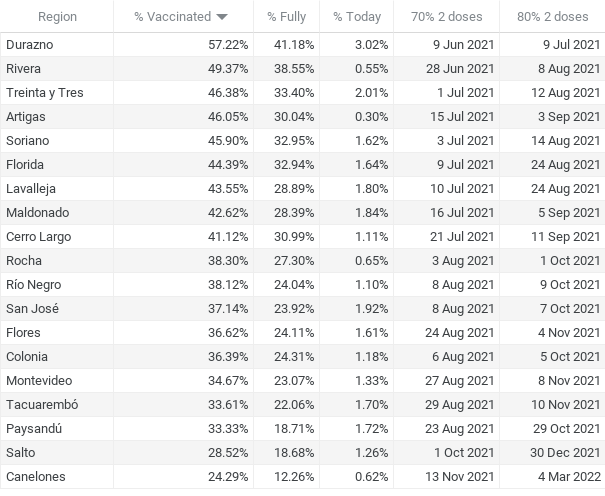 Region % Vaccinated % Fully % Today 70% 2 doses 80% 2 doses
Durazno 57.22% 41.18% 3.02% 9 Jun 2021 9 Jul 2021
Rivera 49.37% 38.55% 0.55% 28 Jun 2021 8 Aug 2021
Treinta y Tres 46.38% 33.40% 2.01% 1 Jul 2021 12 Aug 2021
Artigas 46.05% 30.04% 0.30% 15 Jul 2021 3 Sep 2021
Soriano 45.90% 32.95% 1.62% 3 Jul 2021 14 Aug 2021
Florida 44.39% 32.94% 1.64% 9 Jul 2021 24 Aug 2021
Lavalleja 43.55% 28.89% 1.80% 10 Jul 2021 24 Aug 2021
Maldonado 42.62% 28.39% 1.84% 16 Jul 2021 5 Sep 2021
Cerro Largo 41.12% 30.99% 1.11% 21 Jul 2021 11 Sep 2021
Rocha 38.30% 27.30% 0.65% 3 Aug 2021 1 Oct 2021
Río Negro 38.12% 24.04% 1.10% 8 Aug 2021 9 Oct 2021
San José 37.14% 23.92% 1.92% 8 Aug 2021 7 Oct 2021
Flores 36.62% 24.11% 1.61% 24 Aug 2021 4 Nov 2021
Colonia 36.39% 24.31% 1.18% 6 Aug 2021 5 Oct 2021
Montevideo 34.67% 23.07% 1.33% 27 Aug 2021 8 Nov 2021
Tacuarembó 33.61% 22.06% 1.70% 29 Aug 2021 10 Nov 2021
Paysandú 33.33% 18.71% 1.72% 23 Aug 2021 29 Oct 2021
Salto 28.52% 18.68% 1.26% 1 Oct 2021 30 Dec 2021
Canelones 24.29% 12.26% 0.62% 13 Nov 2021 4 Mar 2022